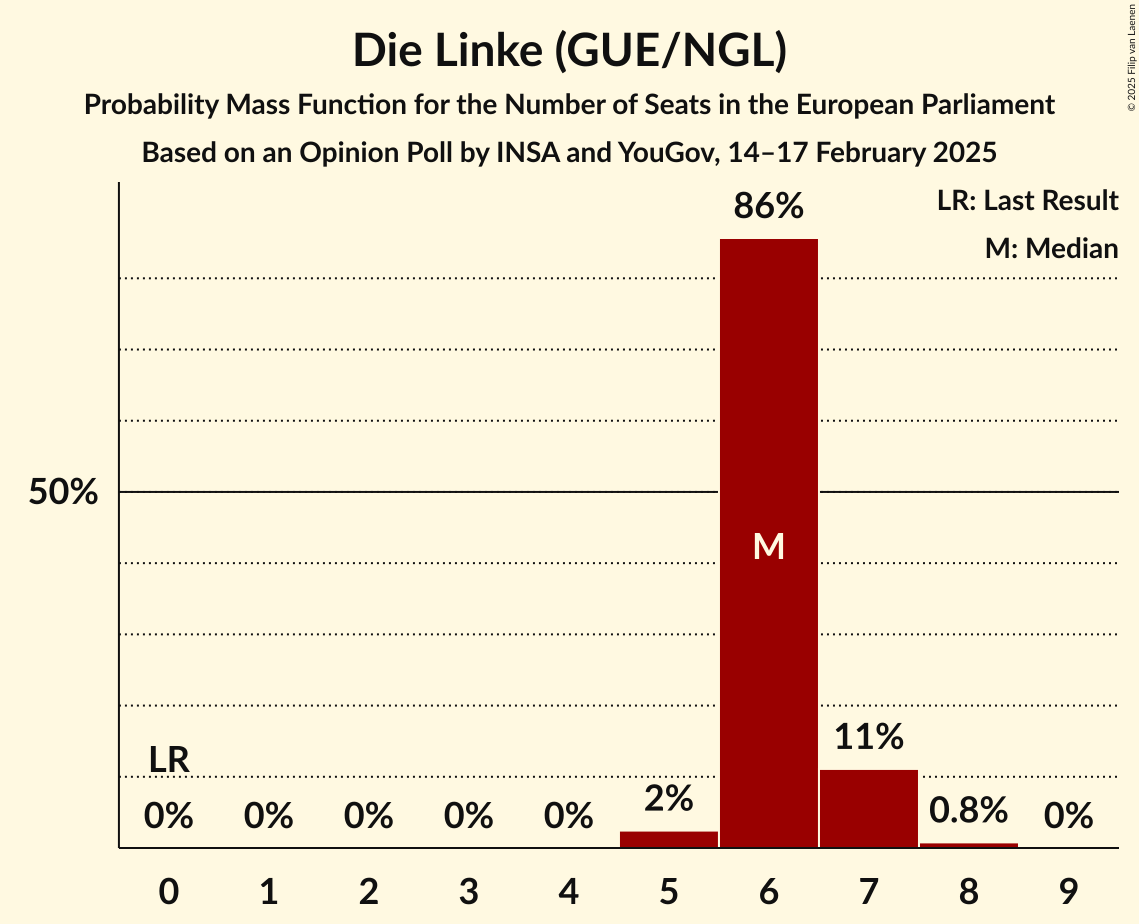 Die Linke (GUE/NGL)
Probability Mass Function for the Number of Seats in the European Parliament
Based on an Opinion Poll by INSA and YouGov, 14–17 February 2025
© 2025 Filip van Laenen
LR: Last Result
M: Median
86%
50%
M
11%
LR
2%
0.8%
0% 0% 0% 0% 0% 0%
0 1 2 3 4 5 6 7 8 9